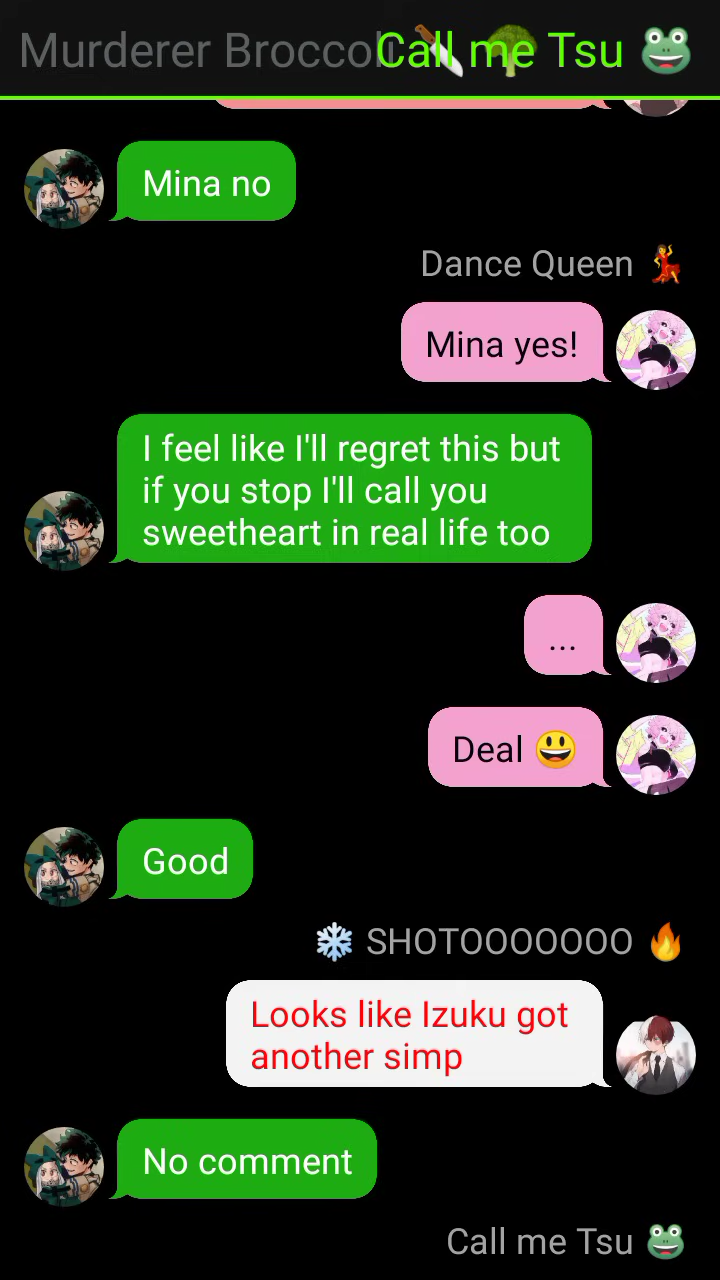 Murderer Broccoli 🔪 🥦 Call me Tsu 🐸
Mina no
Dance Queen 💃
Mina yes!
I feel like I'll regret this but
if you stop I'll call you
sweetheart in real life too
...
Deal 😃
Good
❄️ SHOTOOOOOOO 🔥
Looks like Izuku got
another simp
No comment
Call me Tsu 🐸